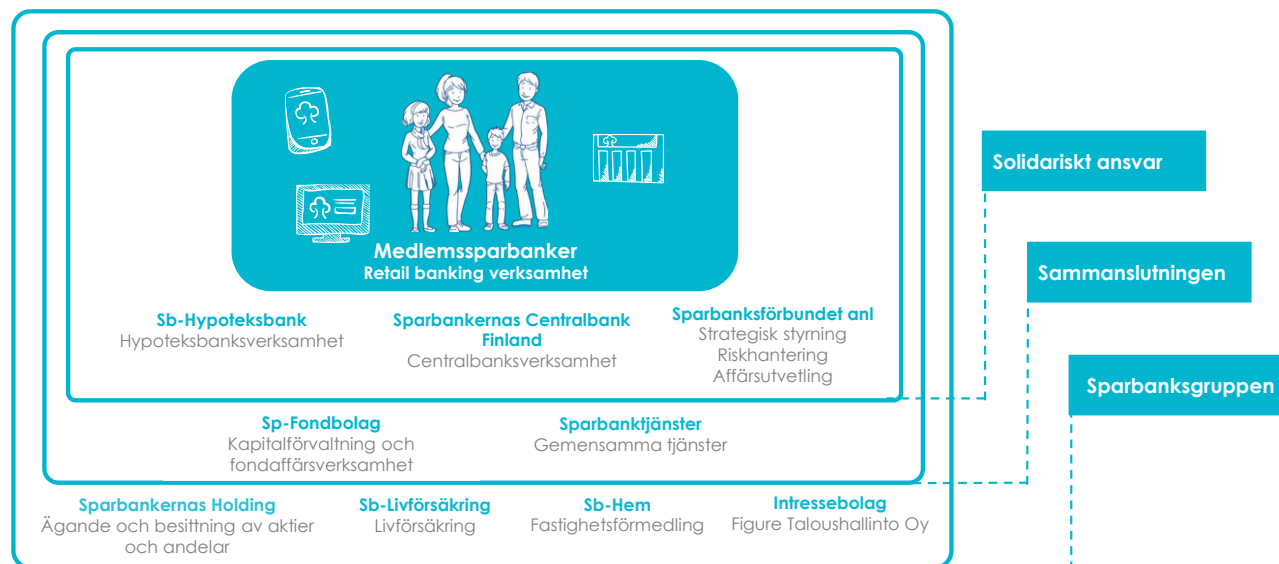 Medlemssparbanker
Retail banking verksamhet
Sb-Hypoteksbank
Hypoteksbanksverksamhet
Sparbankernas Centralbank
Finland
Centralbanksverksamhet
Sparbanksförbundet anl
Strategisk styrning
Riskhantering
Affärsutvetling
Sp-Fondbolag
Kapitalförvaltning och
fondaffärsverksamhet
Sparbanktjänster
Gemensamma tjänster
Sparbankernas Holding
Ägande och besittning av aktier
och andelar
Sb-Livförsäkring
Livförsäkring
Sb-Hem
Fastighetsförmedling
Intressebolag
Figure Taloushallinto Oy
Solidariskt ansvar
Sammanslutningen
Sparbanksgruppen